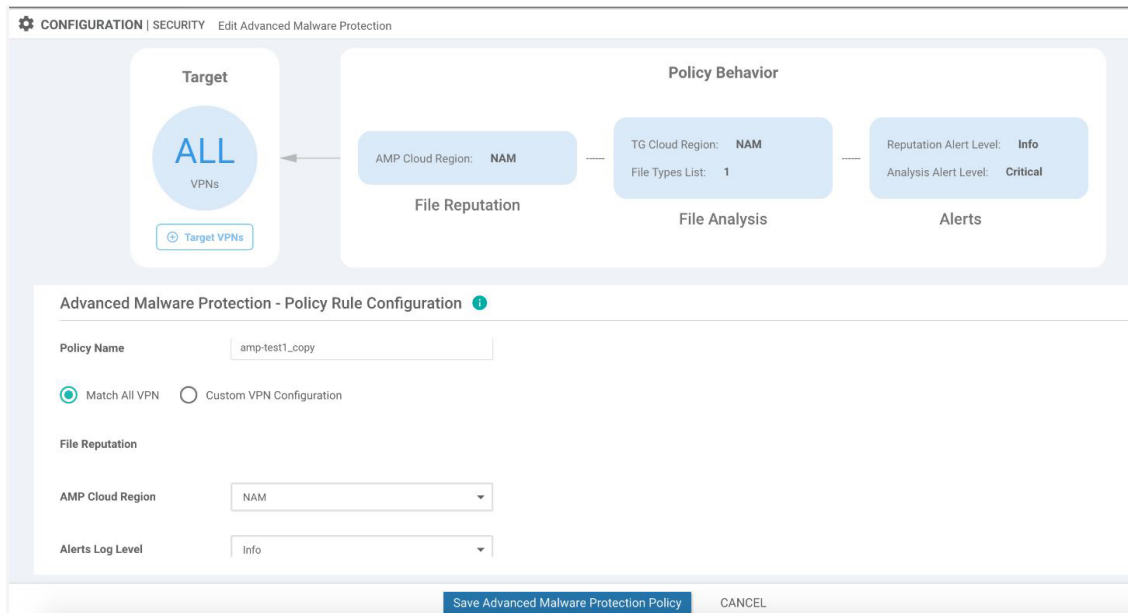 CONFIGURATION | SECURITY Edit Advanced Malware Protection
Target
ALL
VPNs
Target VPNs
Policy Behavior
AMP Cloud Region: NAM
File Reputation
TG Cloud Region: NAM
File Types List: 1
File Analysis
Reputation Alert Level: Info
Analysis Alert Level: Critical
Alerts
Advanced Malware Protection - Policy Rule Configuration
Policy Name amp-test1_copy
Match All VPN Custom VPN Configuration
File Reputation
AMP Cloud Region NAM
Alerts Log Level Info
Save Advanced Malware Protection Policy CANCEL